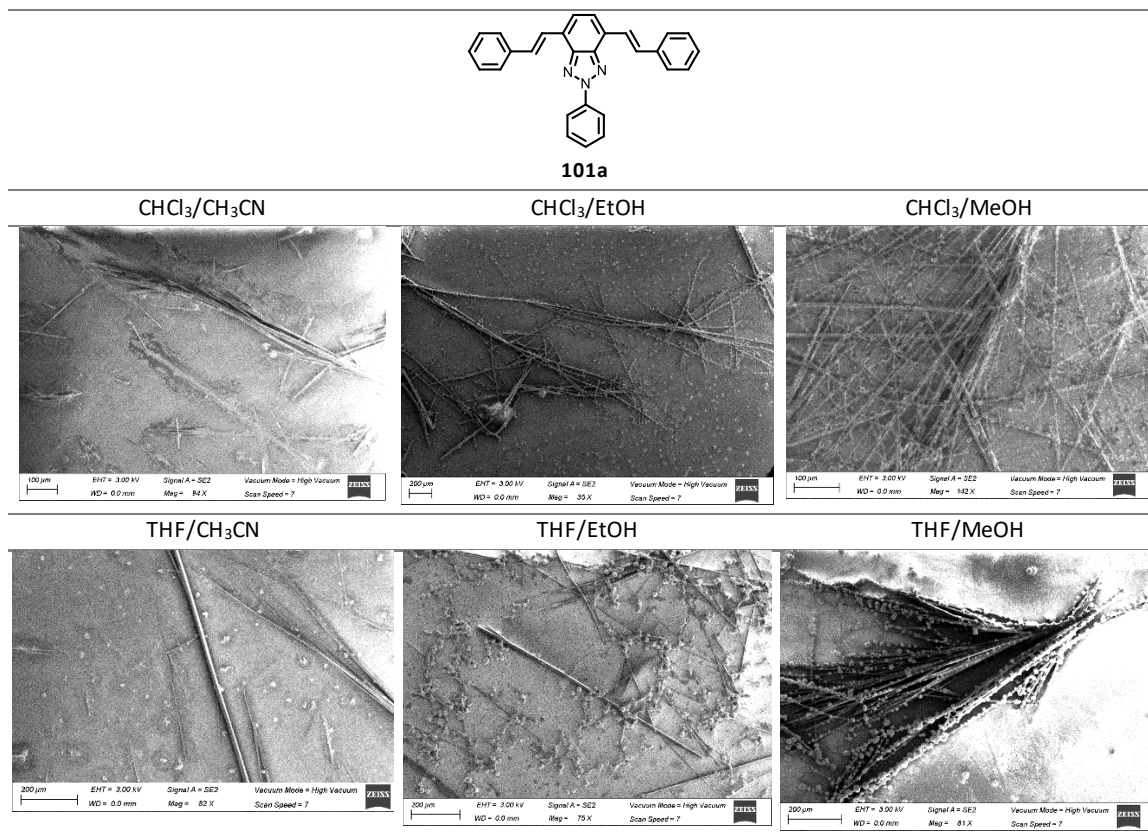 N
N
N
101a
CHCl₃/CH₃CN
CHCl₃/EtOH
CHCl₃/MeOH
100 µm
EHT = 3.00 kV
Signal A = SE2
Vacuum Mode = High Vacuum
WD = 0.0 mm
Mag = 94 X
Scan Speed = 7
ZEISS
200 µm
EHT = 3.00 kV
Signal A = SE2
Vacuum Mode = High Vacuum
WD = 0.0 mm
Mag = 35 X
Scan Speed = 7
ZEISS
100 µm
EHT = 3.00 kV
Signal A = SE2
Vacuum Mode = High Vacuum
WD = 0.0 mm
Mag = 142 X
Scan Speed = 7
ZEISS
THF/CH₃CN
THF/EtOH
THF/MeOH
200 µm
EHT = 3.00 kV
Signal A = SE2
Vacuum Mode = High Vacuum
WD = 0.0 mm
Mag = 82 X
Scan Speed = 7
ZEISS
200 µm
EHT = 3.00 kV
Signal A = SE2
Vacuum Mode = High Vacuum
WD = 0.0 mm
Mag = 75 X
Scan Speed = 7
ZEISS
200 µm
EHT = 3.00 kV
Signal A = SE2
Vacuum Mode = High Vacuum
WD = 0.0 mm
Mag = 81 X
Scan Speed = 7
ZEISS